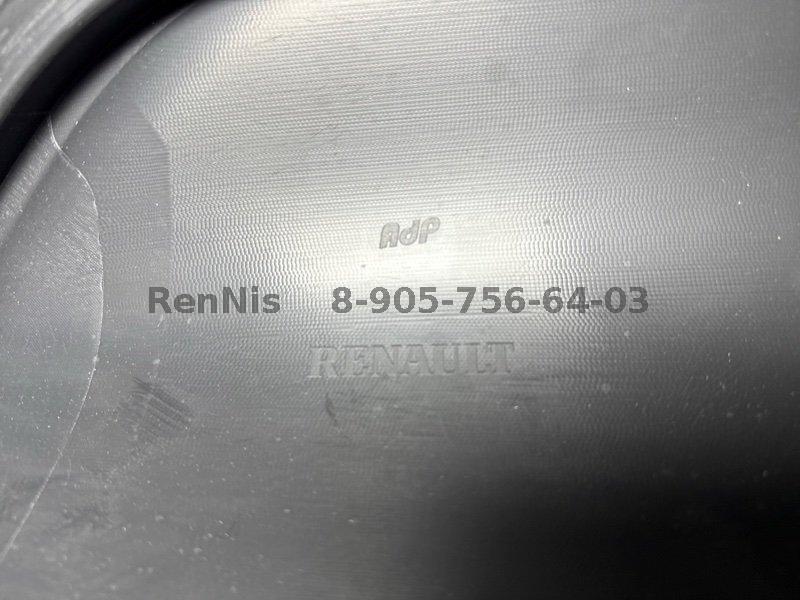 AdP
RenNis 8-905-756-64-03
RENAULT